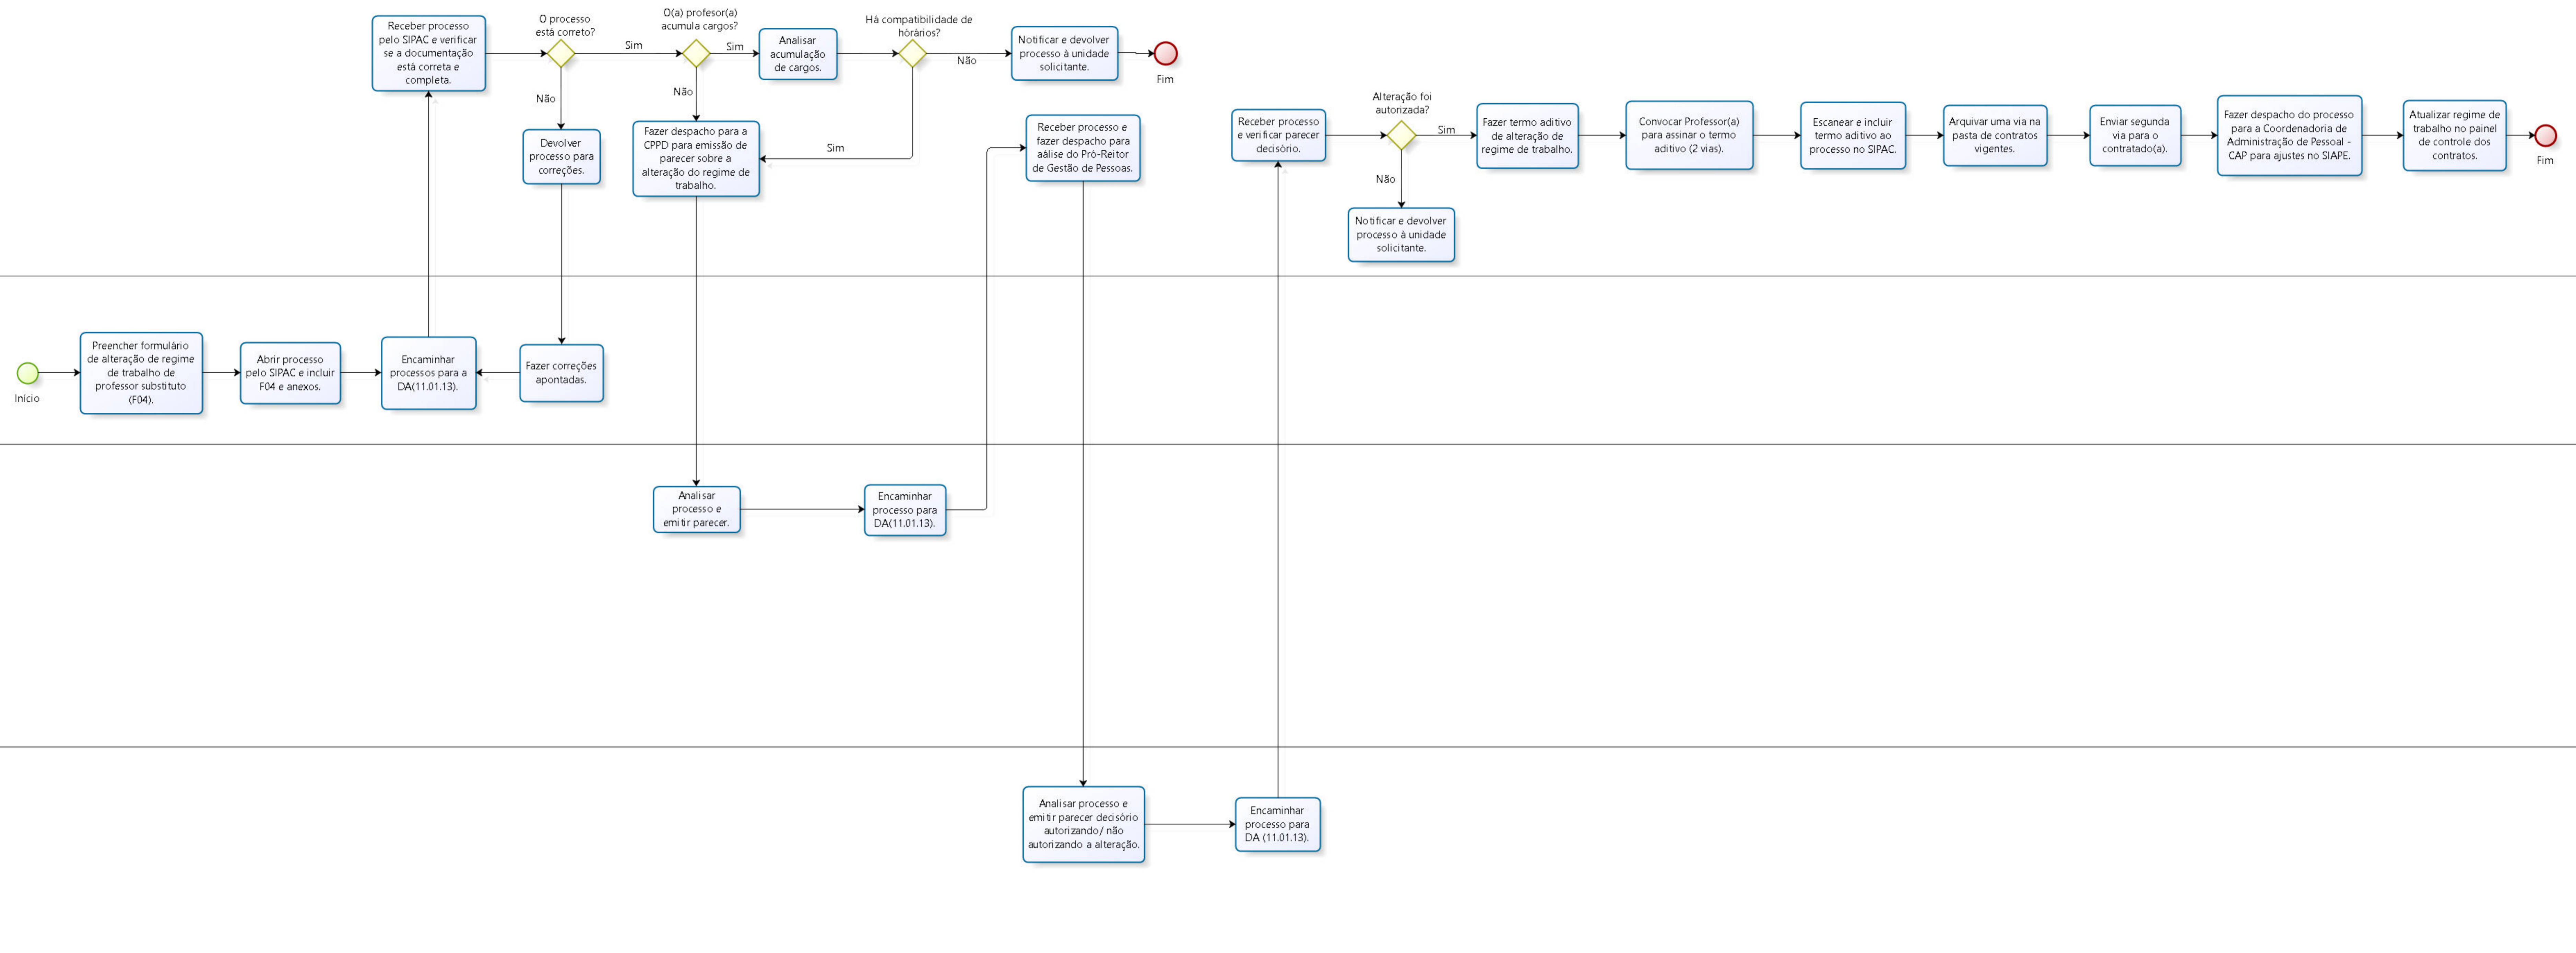 Receber processo
pelo SIPAC e verificar
se a documentação
está correta e
completa.
O processo
está correto?
Sim
Não
Devolver
processo para
correções.
O(a) profesor(a)
acumula cargos?
Sim
Não
Analisar
acumulação
de cargos.
Há compatibilidade de
hórários?
Não
Sim
Notificar e devolver
processo à unidade
solicitante.
Fim
Fazer despacho para a
CPPD para emissão de
parecer sobre a
alteração do regime de
trabalho.
Receber processo e
fazer despacho para
aálise do Pró-Reitor
de Gestão de Pessoas.
Receber processo
e verificar parecer
decisório.
Alteração foi
autorizada?
Sim
Não
Notificar e devolver
processo à unidade
solicitante.
Fazer termo aditivo
de alteração de
regime de trabalho.
Convocar Professor(a)
para assinar o termo
aditivo (2 vias).
Escanear e incluir
termo aditivo ao
processo no SIPAC.
Arquivar uma via na
pasta de contratos
vigentes.
Enviar segunda
via para o
contratado(a).
Fazer despacho do processo
para a Coordenadoria de
Administração de Pessoal -
CAP para ajustes no SIAPE.
Atualizar regime de
trabalho no painel
de controle dos
contratos.
Fim
Início
Preencher formulário
de alteração de regime
de trabalho de
professor substituto
(F04).
Abrir processo
pelo SIPAC e incluir
F04 e anexos.
Encaminhar
processos para a
DA(11.01.13).
Fazer correções
apontadas.
Analisar
processo e
emitir parecer.
Encaminhar
processo para
DA(11.01.13).
Analisar processo e
emitir parecer decisório
autorizando/ não
autorizando a alteração.
Encaminhar
processo para
DA (11.01.13).